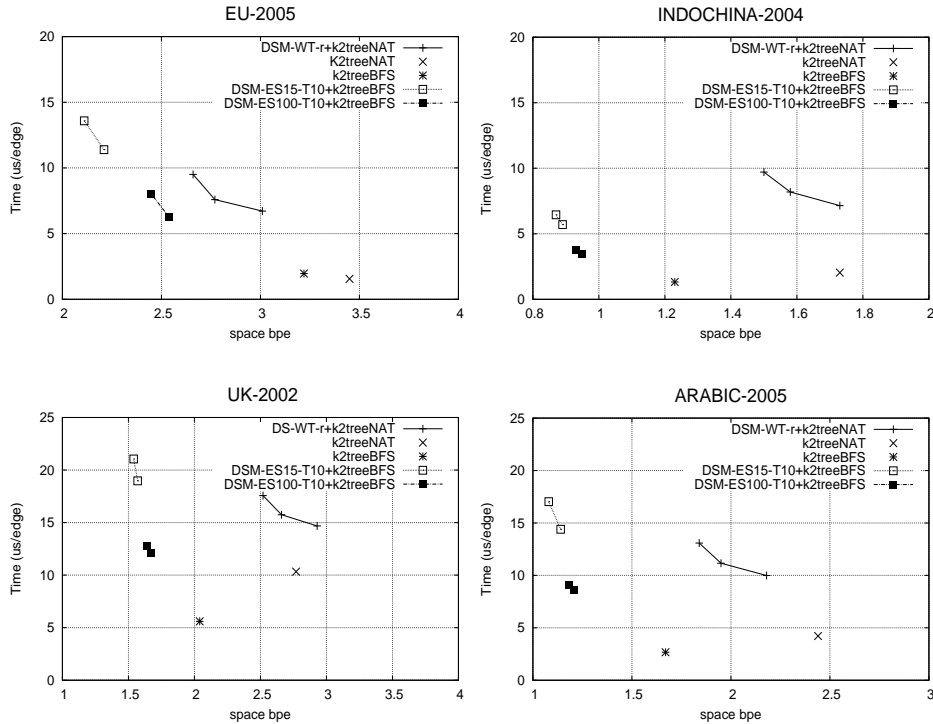 EU-2005
20
15
10
5
0
2
2.5
3
3.5
4
Time (us/edge)
space bpe
DSM-WT-r+k2treeNAT
K2treeNAT
k2treeBFS
DSM-ES15-T10+k2treeBFS
DSM-ES100-T10+k2treeBFS
INDOCHINA-2004
20
15
10
5
0
0.8
1
1.2
1.4
1.6
1.8
2
Time (us/edge)
space bpe
DSM-WT-r+k2treeNAT
k2treeNAT
k2treeBFS
DSM-ES15-T10+k2treeBFS
DSM-ES100-T10+k2treeBFS
UK-2002
25
20
15
10
5
0
1
1.5
2
2.5
3
3.5
4
Time (us/edge)
space bpe
DS-WT-r+k2treeNAT
k2treeNAT
k2treeBFS
DSM-ES15-T10+k2treeBFS
DSM-ES100-T10+k2treeBFS
ARABIC-2005
25
20
15
10
5
0
1
1.5
2
2.5
3
Time (us/edge)
space bpe
DSM-WT-r+k2treeNAT
k2treeNAT
k2treeBFS
DSM-ES15-T10+k2treeBFS
DSM-ES100-T10+k2treeBFS